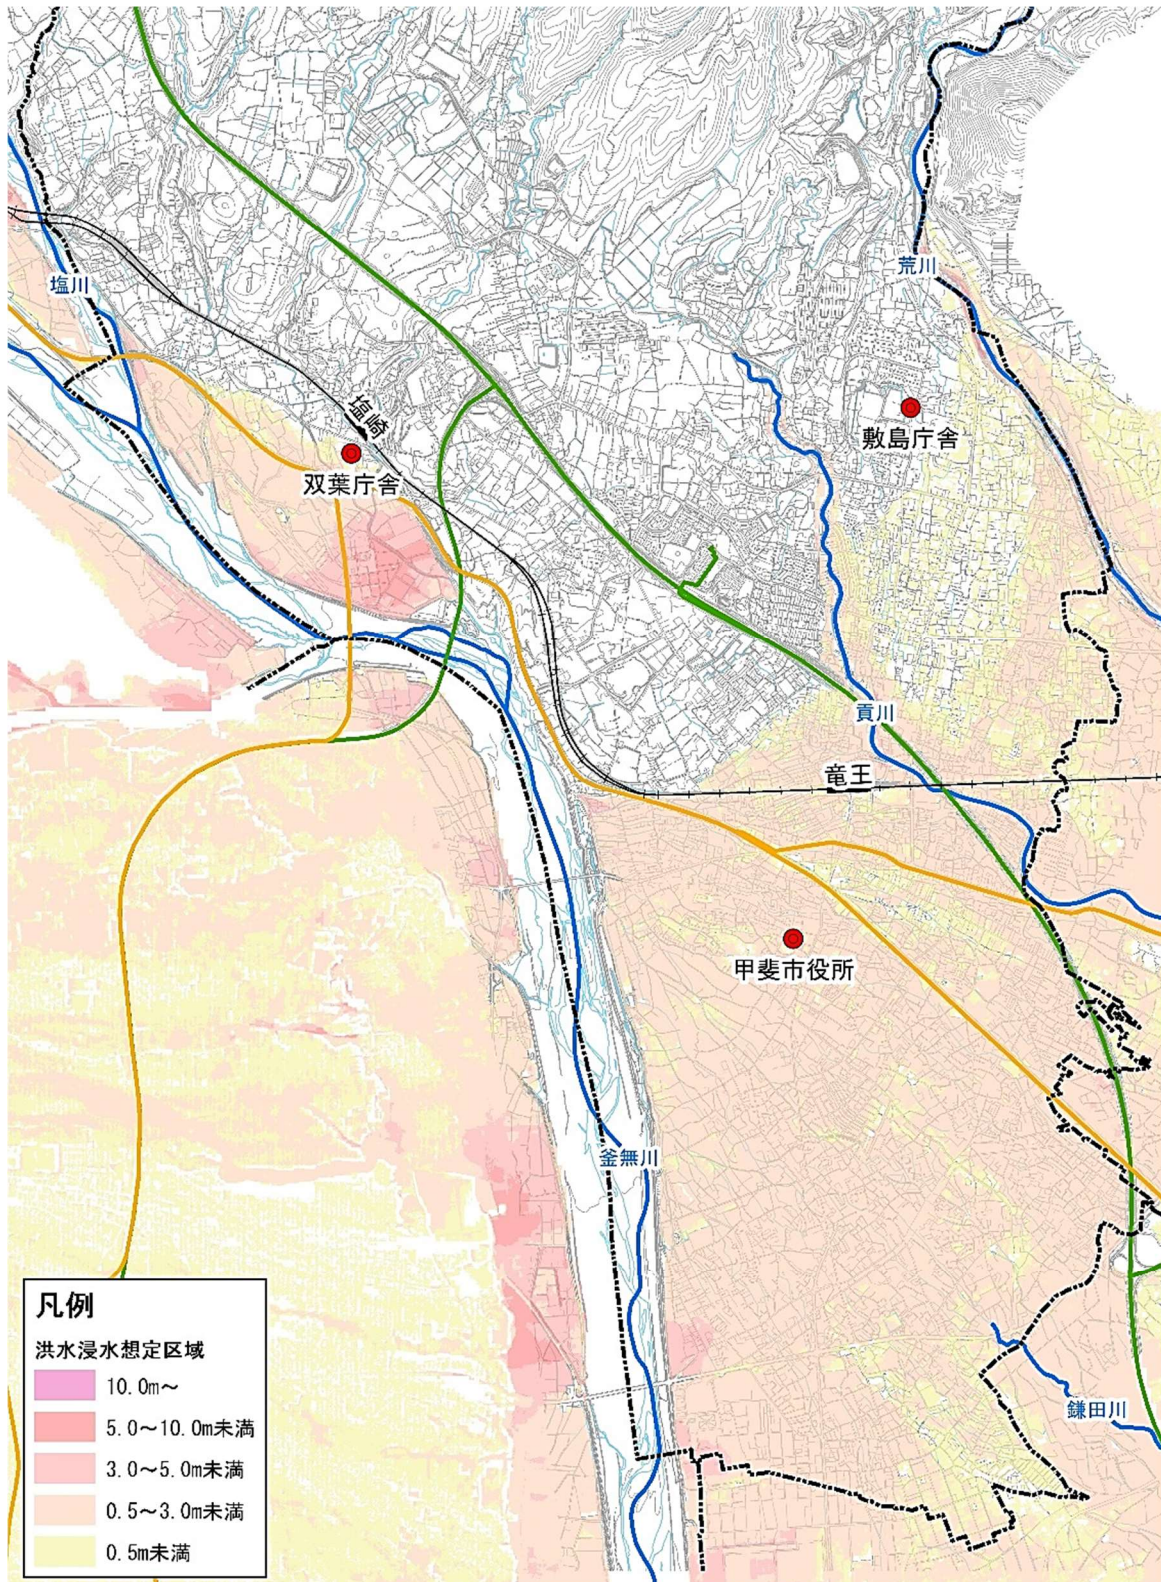 荒川
塩川
塩崎
敷島庁舎
双葉庁舎
貢川
竜王
甲斐市役所
釜無川
鎌田川
凡例
洪水浸水想定区域
10.0m~
5.0~10.0m未満
3.0~5.0m未満
0.5~3.0m未満
0.5m未満